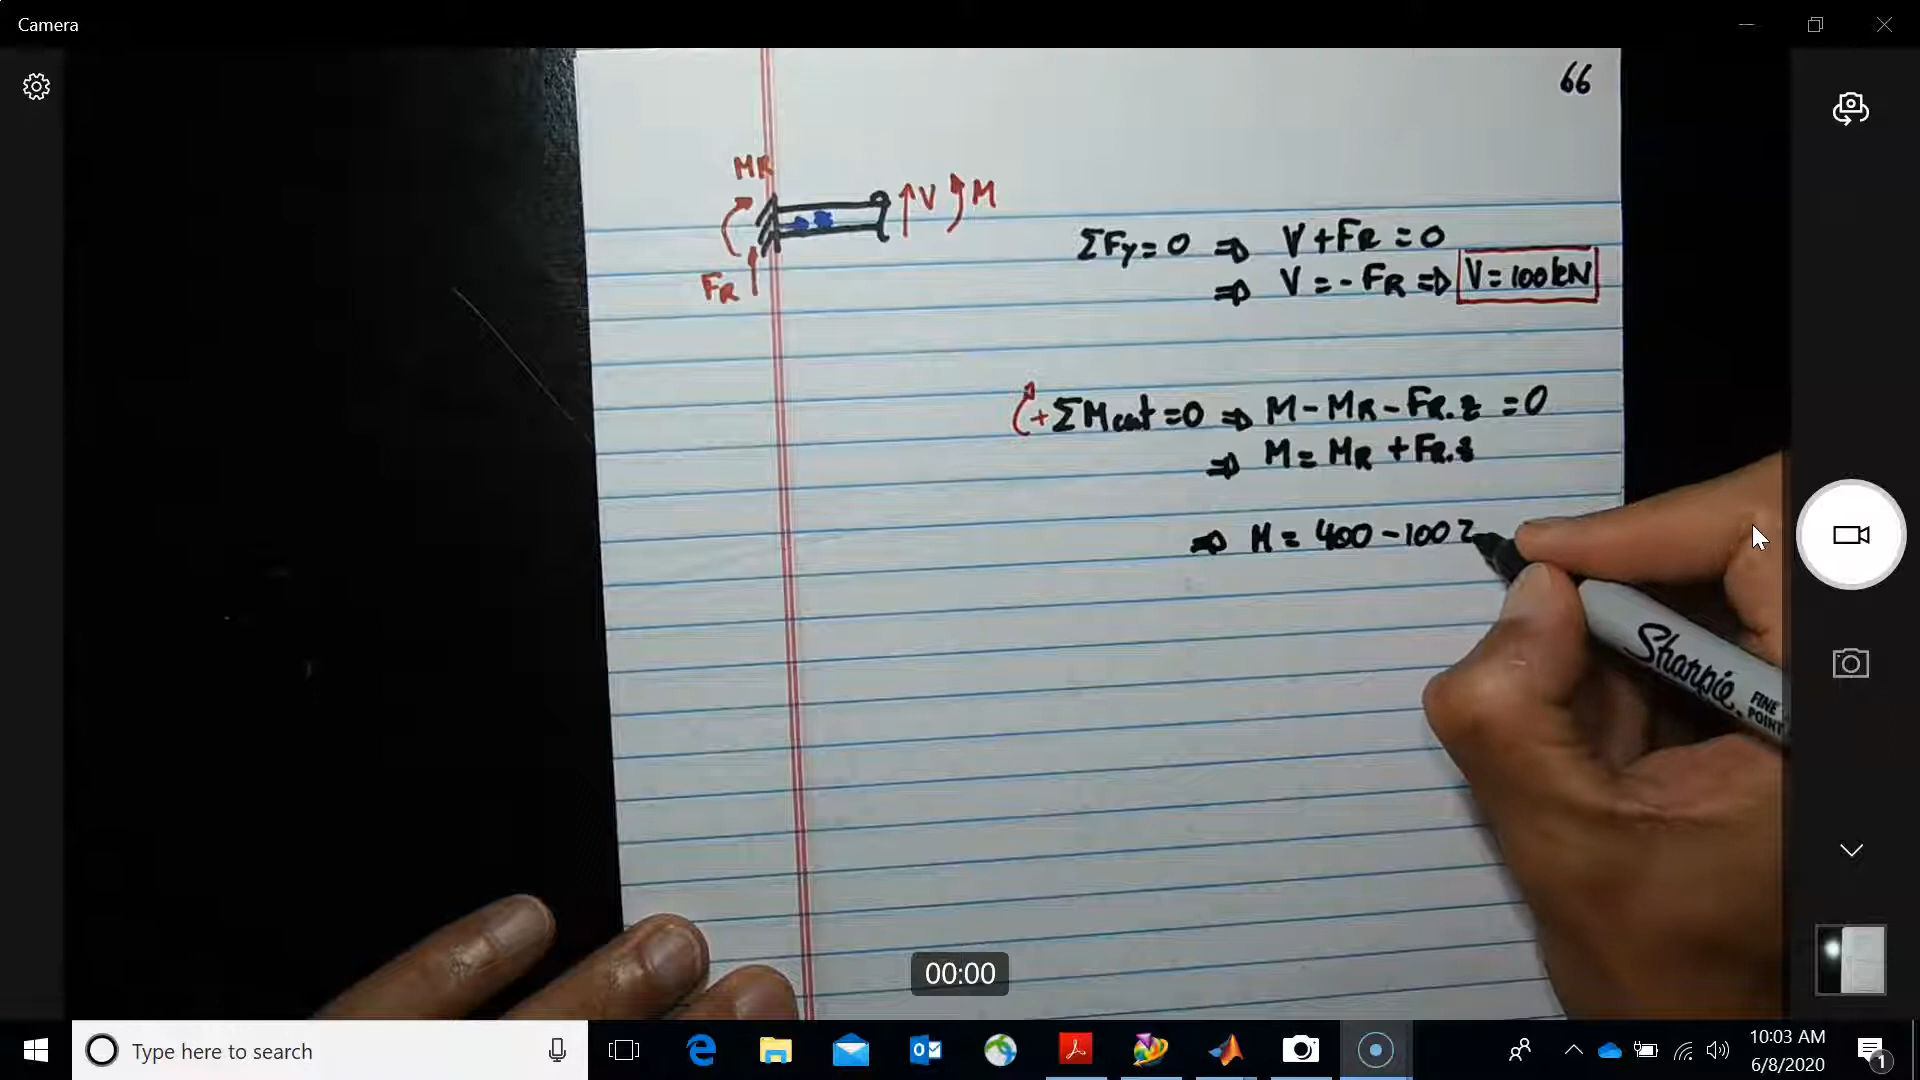 Camera
66
MR
V M
FR
ΣFy=0 ⇒ V+FR=0
⇒ V=-FR ⇒ V=100kN
+ΣMcut=0 ⇒ M-MR-FR.z=0
⇒ M=MR+FR.z
⇒ M=400-100z
Sharpie
FINE
POINT
00:00
Type here to search
10:03 AM
6/8/2020
1